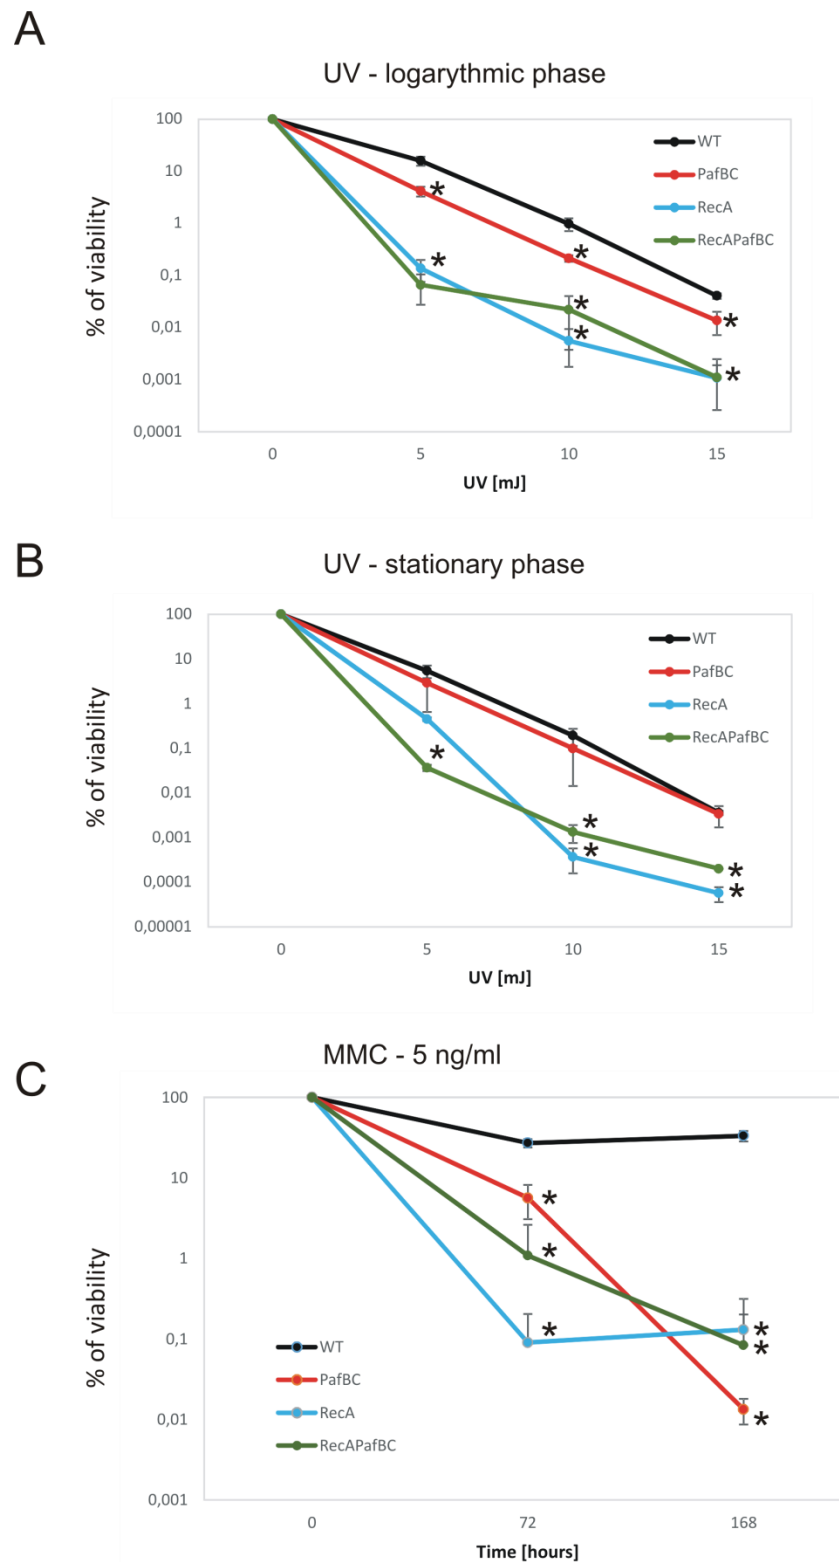 A
UV - logarythmic phase
% of viability
100
10
1
0,1
0,01
0,001
0,0001
WT
PafBC
RecA
RecAPafBC
*
*
*
*
*
*
*
0
5
10
15
UV [mJ]
B
UV - stationary phase
% of viability
100
10
1
0,1
0,01
0,001
0,0001
0,00001
WT
PafBC
RecA
RecAPafBC
*
*
*
*
*
0
5
10
15
UV [mJ]
C
MMC - 5 ng/ml
% of viability
100
10
1
0,1
0,01
0,001
*
*
*
*
*
*
WT
PafBC
RecA
RecAPafBC
0
72
168
Time [hours]